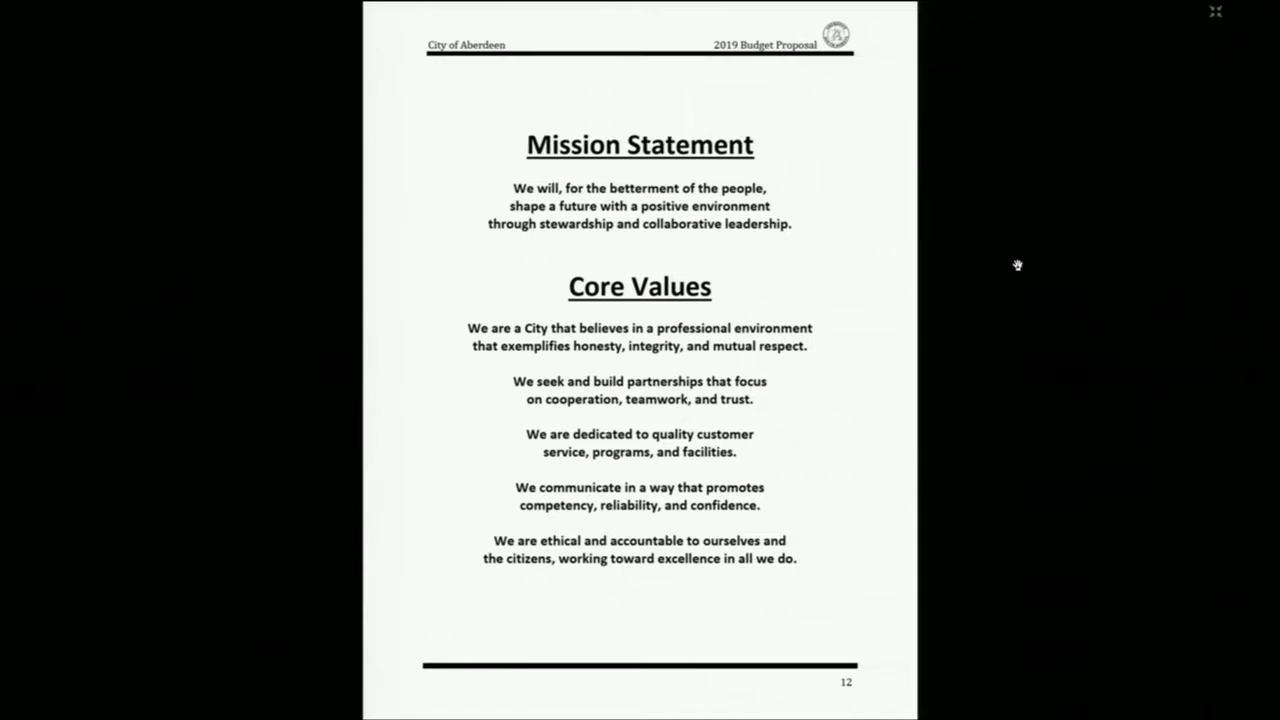 City of Aberdeen
2019 Budget Proposal
Mission Statement
We will, for the betterment of the people,
shape a future with a positive environment
through stewardship and collaborative leadership.
Core Values
We are a City that believes in a professional environment
that exemplifies honesty, integrity, and mutual respect.
We seek and build partnerships that focus
on cooperation, teamwork, and trust.
We are dedicated to quality customer
service, programs, and facilities.
We communicate in a way that promotes
competency, reliability, and confidence.
We are ethical and accountable to ourselves and
the citizens, working toward excellence in all we do.
12